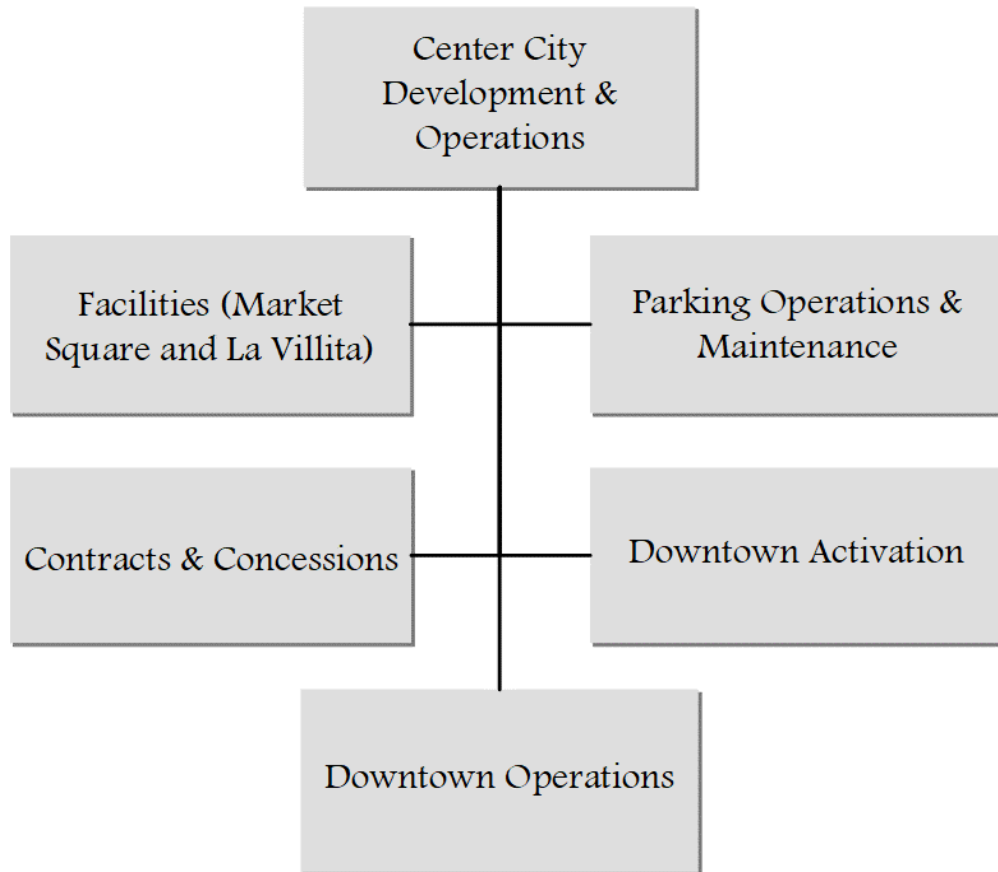 Center City
Development &
Operations
Facilities (Market
Square and La Villita)
Parking Operations &
Maintenance
Contracts & Concessions
Downtown Activation
Downtown Operations